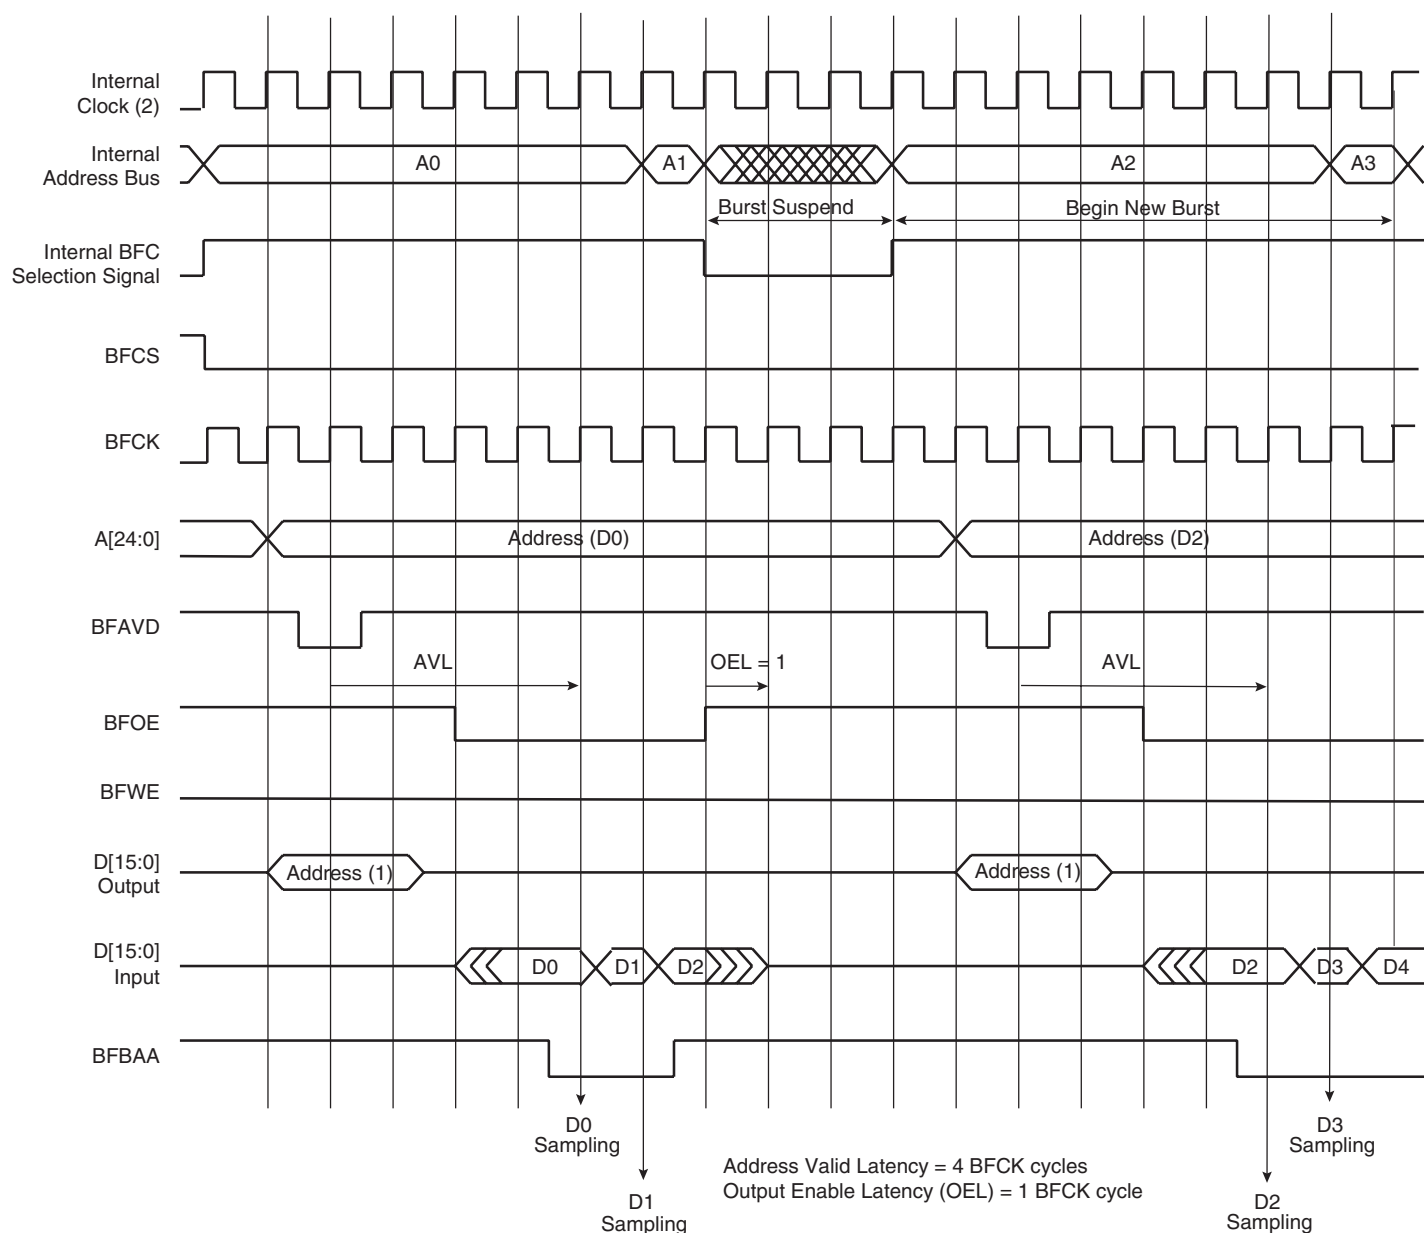 Internal
Clock (2)
Internal
Address Bus
A0
A1
A2
A3
Burst Suspend
Begin New Burst
Internal BFC
Selection Signal
BFCS
BFCK
A[24:0]
Address (D0)
Address (D2)
BFAVD
AVL
OEL = 1
AVL
BFOE
BFWE
D[15:0]
Output
Address (1)
Address (1)
D[15:0]
Input
D0
D1
D2
D2
D3
D4
BFBAA
D0
Sampling
D3
Sampling
Address Valid Latency = 4 BFCK cycles
Output Enable Latency (OEL) = 1 BFCK cycle
D1
Sampling
D2
Sampling